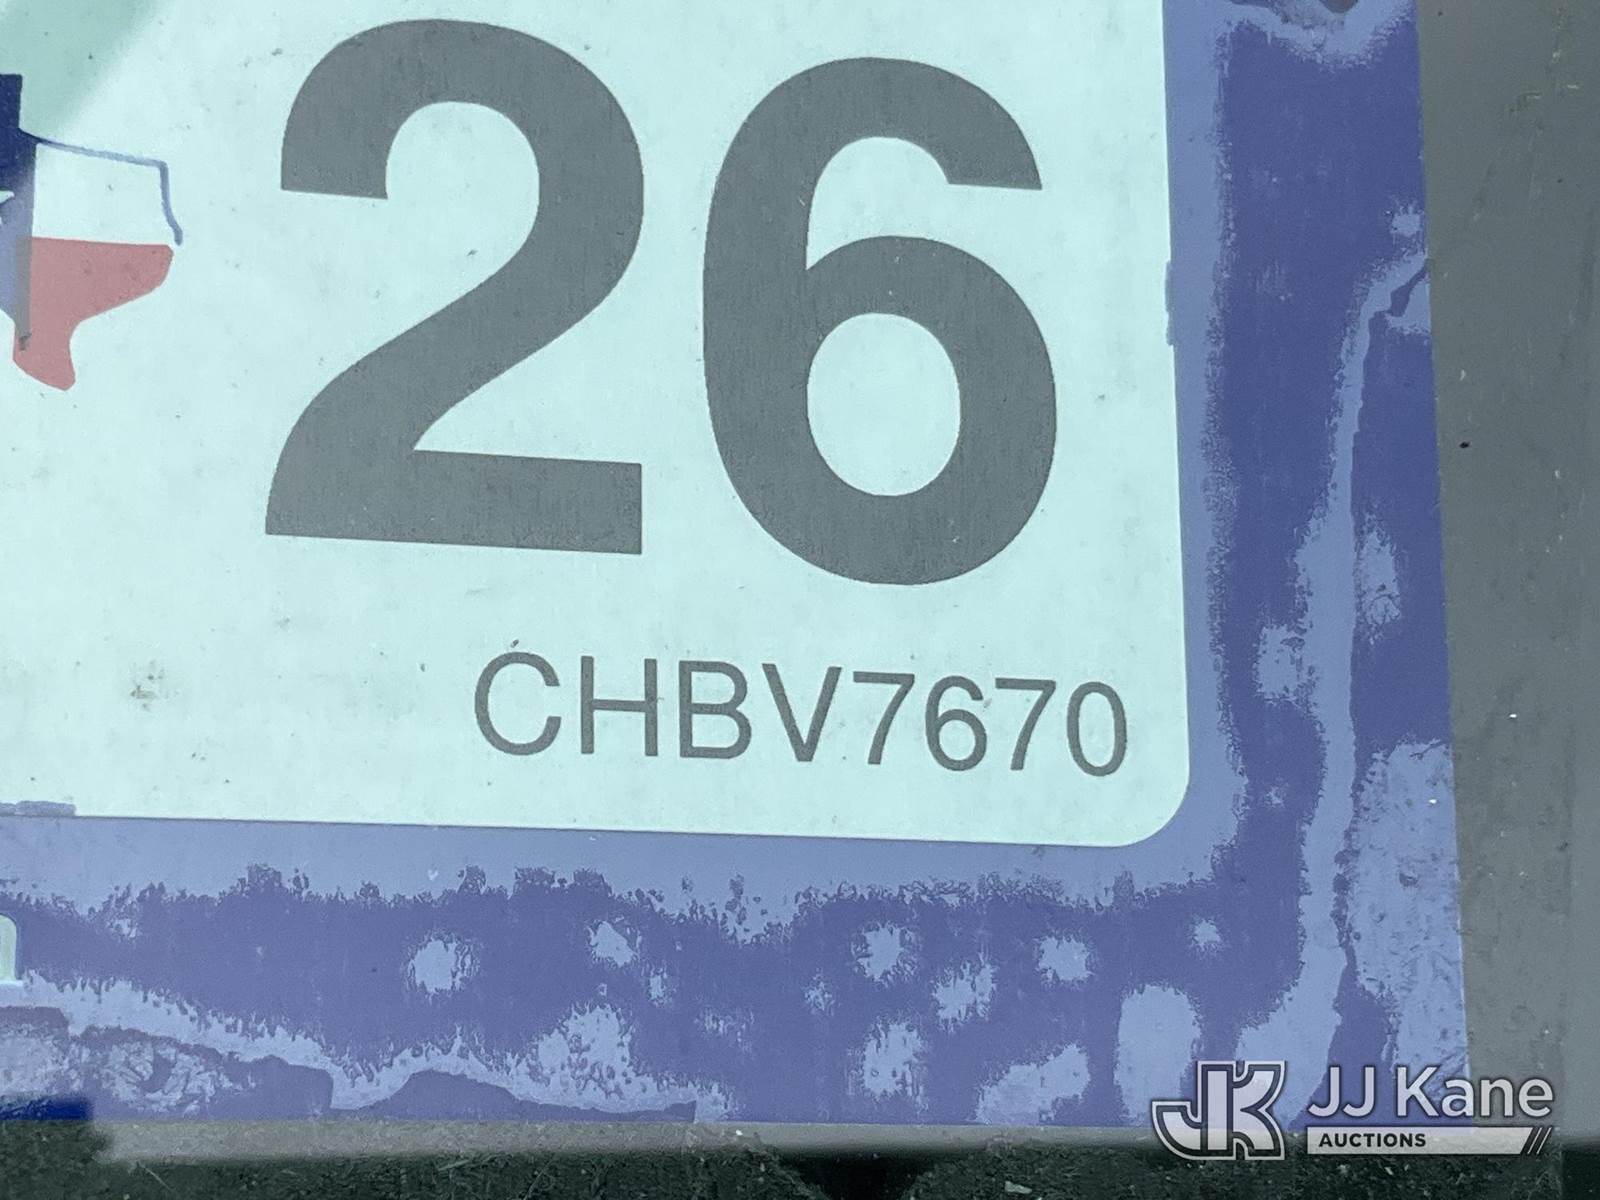 26
CHBV7670
n
JJ Kane
AUCTIONS